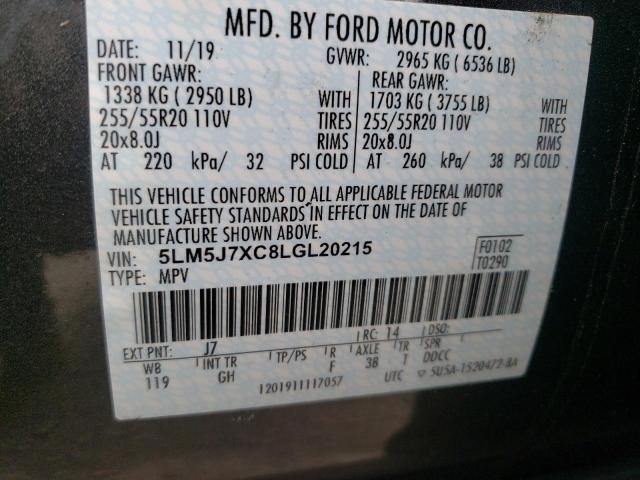 MFD. BY FORD MOTOR CO.
DATE: 11/19 GVWR: 2965 KG ( 6536 LB)
FRONT GAWR: REAR GAWR:
1338 KG ( 2950 LB) WITH 1703 KG ( 3755 LB) WITH
255/55R20 110V TIRES 255/55R20 110V TIRES
20x8.0J RIMS 20x8.0J RIMS
AT 220 kPa/ 32 PSI COLD AT 260 kPa/ 38 PSI COLD
THIS VEHICLE CONFORMS TO ALL APPLICABLE FEDERAL MOTOR
VEHICLE SAFETY STANDARDS IN EFFECT ON THE DATE OF
MANUFACTURE SHOWN ABOVE.
VIN: 5LM5J7XC8LGL20215 F0102
TYPE: MPV T0290
EXT PNT: J7 RC: 14 DSO:
WB INT TR TP/PS R AXLE TR SPR
119 GH F 3B T DDCC
1201911117057 UTC ▽ 5U5A-1520472-BA